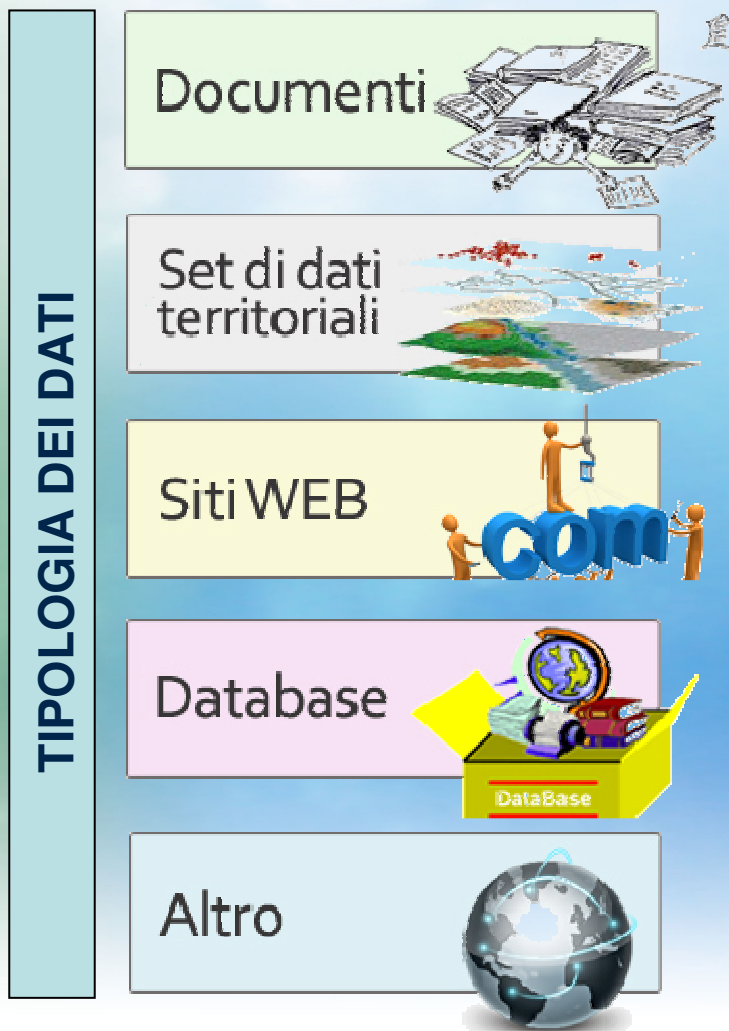 TIPOLOGIA DEI DATI
Documenti
Set di dati
territoriali
Siti WEB
com
Database
DataBase
Altro